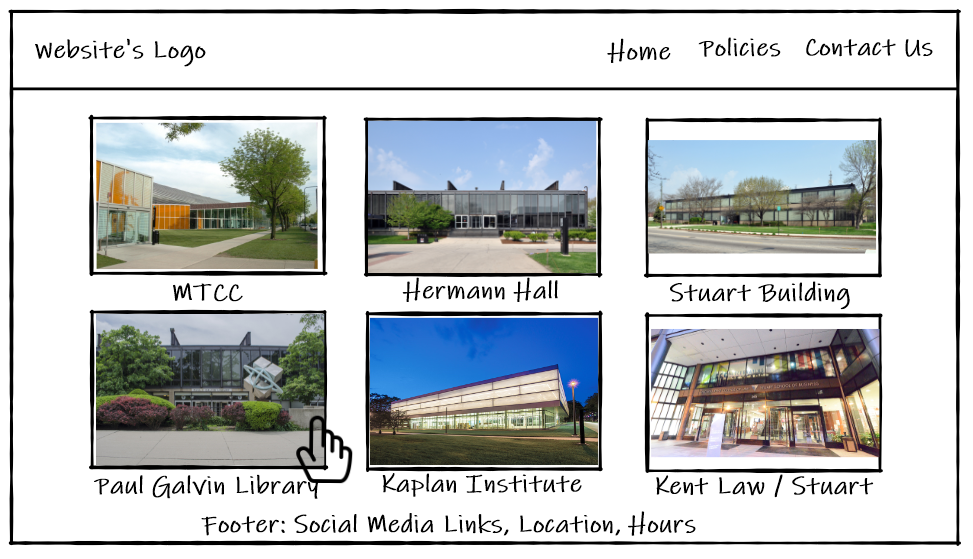 Website's Logo
Home Policies Contact Us
MTCC
Hermann Hall
Stuart Building
Paul Galvin Library
Kaplan Institute
Kent Law / Stuart
Footer: Social Media Links, Location, Hours